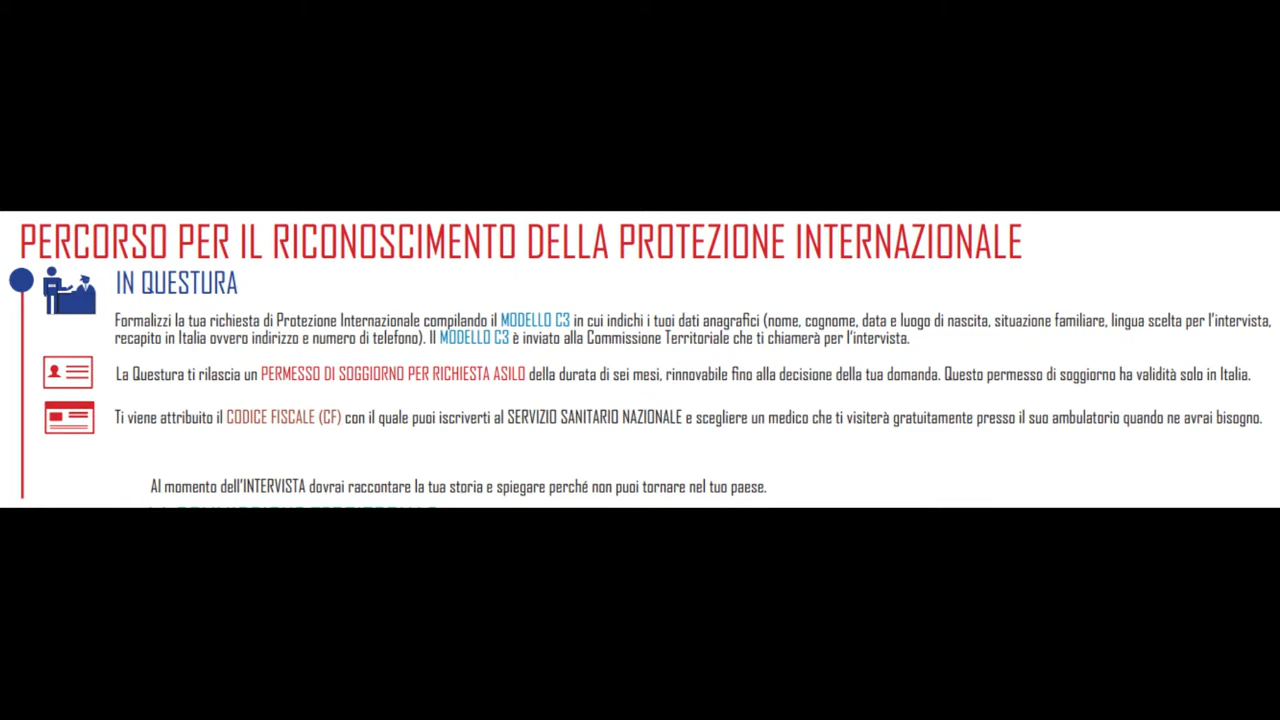 PERCORSO PER IL RICONOSCIMENTO DELLA PROTEZIONE INTERNAZIONALE
IN QUESTURA
Formalizzi la tua richiesta di Protezione Internazionale compilando il MODELLO C3 in cui indichi i tuoi dati anagrafici (nome, cognome, data e luogo di nascita, situazione familiare, lingua scelta per l'intervista,
recapito in Italia ovvero indirizzo e numero di telefono). Il MODELLO C3 è inviato alla Commissione Territoriale che ti chiamerà per l'intervista.
La Questura ti rilascia un PERMESSO DI SOGGIORNO PER RICHIESTA ASILO della durata di sei mesi, rinnovabile fino alla decisione della tua domanda. Questo permesso di soggiorno ha validità solo in Italia.
Ti viene attribuito il CODICE FISCALE (CF) con il quale puoi iscriverti al SERVIZIO SANITARIO NAZIONALE e scegliere un medico che ti visiterà gratuitamente presso il suo ambulatorio quando ne avrai bisogno.
Al momento dell'INTERVISTA dovrai raccontare la tua storia e spiegare perché non puoi tornare nel tuo paese.